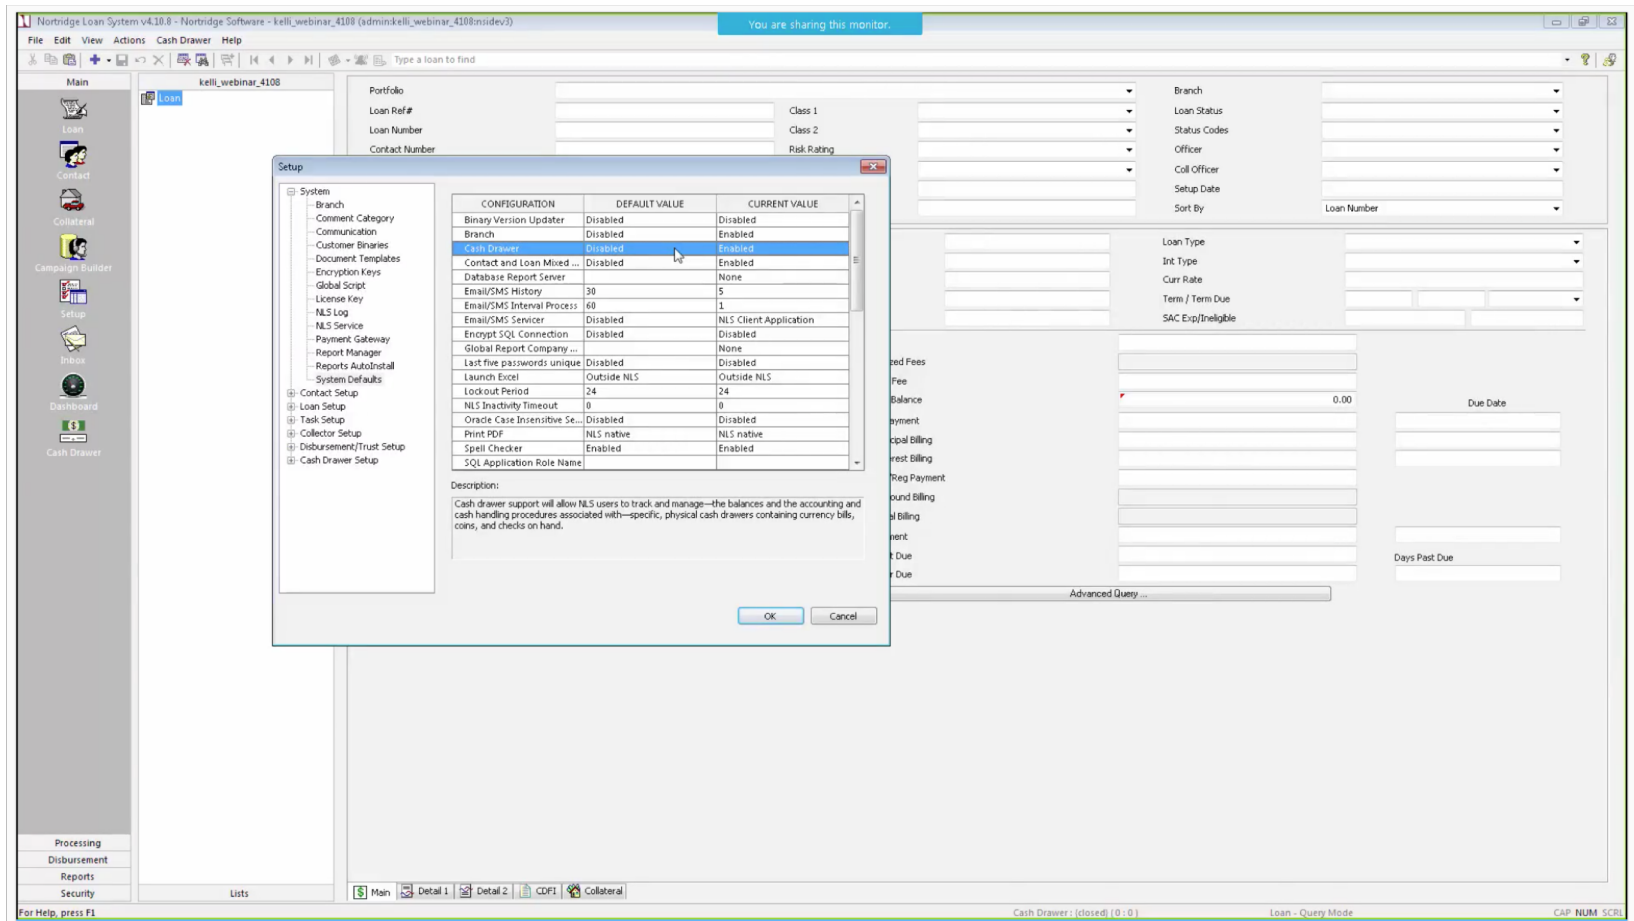 Nortridge Loan System v4.10.8 - Nortridge Software - kelli_webinar_4108 (admin:kelli_webinar_4108:nsidev3)
You are sharing this monitor.
File Edit View Actions Cash Drawer Help
Type a loan to find
Main
Loan
Contact
Collateral
Campaign Builder
Setup
Inbox
Dashboard
Cash Drawer
Processing
Disbursement
Reports
Security
kelli_webinar_4108
Loan
Lists
Portfolio
Loan Ref#
Loan Number
Contact Number
Class 1
Class 2
Risk Rating
Branch
Loan Status
Status Codes
Officer
Coll Officer
Setup Date
Sort By Loan Number
Setup
System
Branch
Comment Category
Communication
Customer Binaries
Document Templates
Encryption Keys
Global Script
License Key
NLS Log
NLS Service
Payment Gateway
Report Manager
Reports AutoInstall
System Defaults
Contact Setup
Loan Setup
Task Setup
Collector Setup
Disbursement/Trust Setup
Cash Drawer Setup
CONFIGURATION DEFAULT VALUE CURRENT VALUE
Binary Version Updater Disabled Disabled
Branch Disabled Enabled
Cash Drawer Disabled Enabled
Contact and Loan Mixed ... Disabled Enabled
Database Report Server None
Email/SMS History 30 5
Email/SMS Interval Process 60 1
Email/SMS Servicer Disabled NLS Client Application
Encrypt SQL Connection Disabled Disabled
Global Report Company ... None
Last five passwords unique Disabled Disabled
Launch Excel Outside NLS Outside NLS
Lockout Period 24 24
NLS Inactivity Timeout 0 0
Oracle Case Insensitive Se... Disabled Disabled
Print PDF NLS native NLS native
Spell Checker Enabled Enabled
SQL Application Role Name
Description:
Cash drawer support will allow NLS users to track and manage—the balances and the accounting and
cash handling procedures associated with—specific, physical cash drawers containing currency bills,
coins, and checks on hand.
OK Cancel
Loan Type
Int Type
Curr Rate
Term / Term Due
SAC Exp/Ineligible
zed Fees
Fee
Balance 0.00 Due Date
ayment
cipal Billing
rest Billing
/Reg Payment
ound Billing
l Billing
ment
t Due Days Past Due
r Due
Advanced Query ...
Main Detail 1 Detail 2 CDFI Collateral
For Help, press F1 Cash Drawer : (closed) ( 0 : 0 ) Loan - Query Mode CAP NUM SCRL